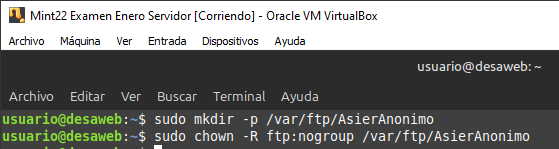 Mint22 Examen Enero Servidor [Corriendo] - Oracle VM VirtualBox
Archivo Máquina Ver Entrada Dispositivos Ayuda
usuario@desaweb: ~
Archivo Editar Ver Buscar Terminal Ayuda
usuario@desaweb:~$ sudo mkdir -p /var/ftp/AsierAnonimo
usuario@desaweb:~$ sudo chown -R ftp:nogroup /var/ftp/AsierAnonimo